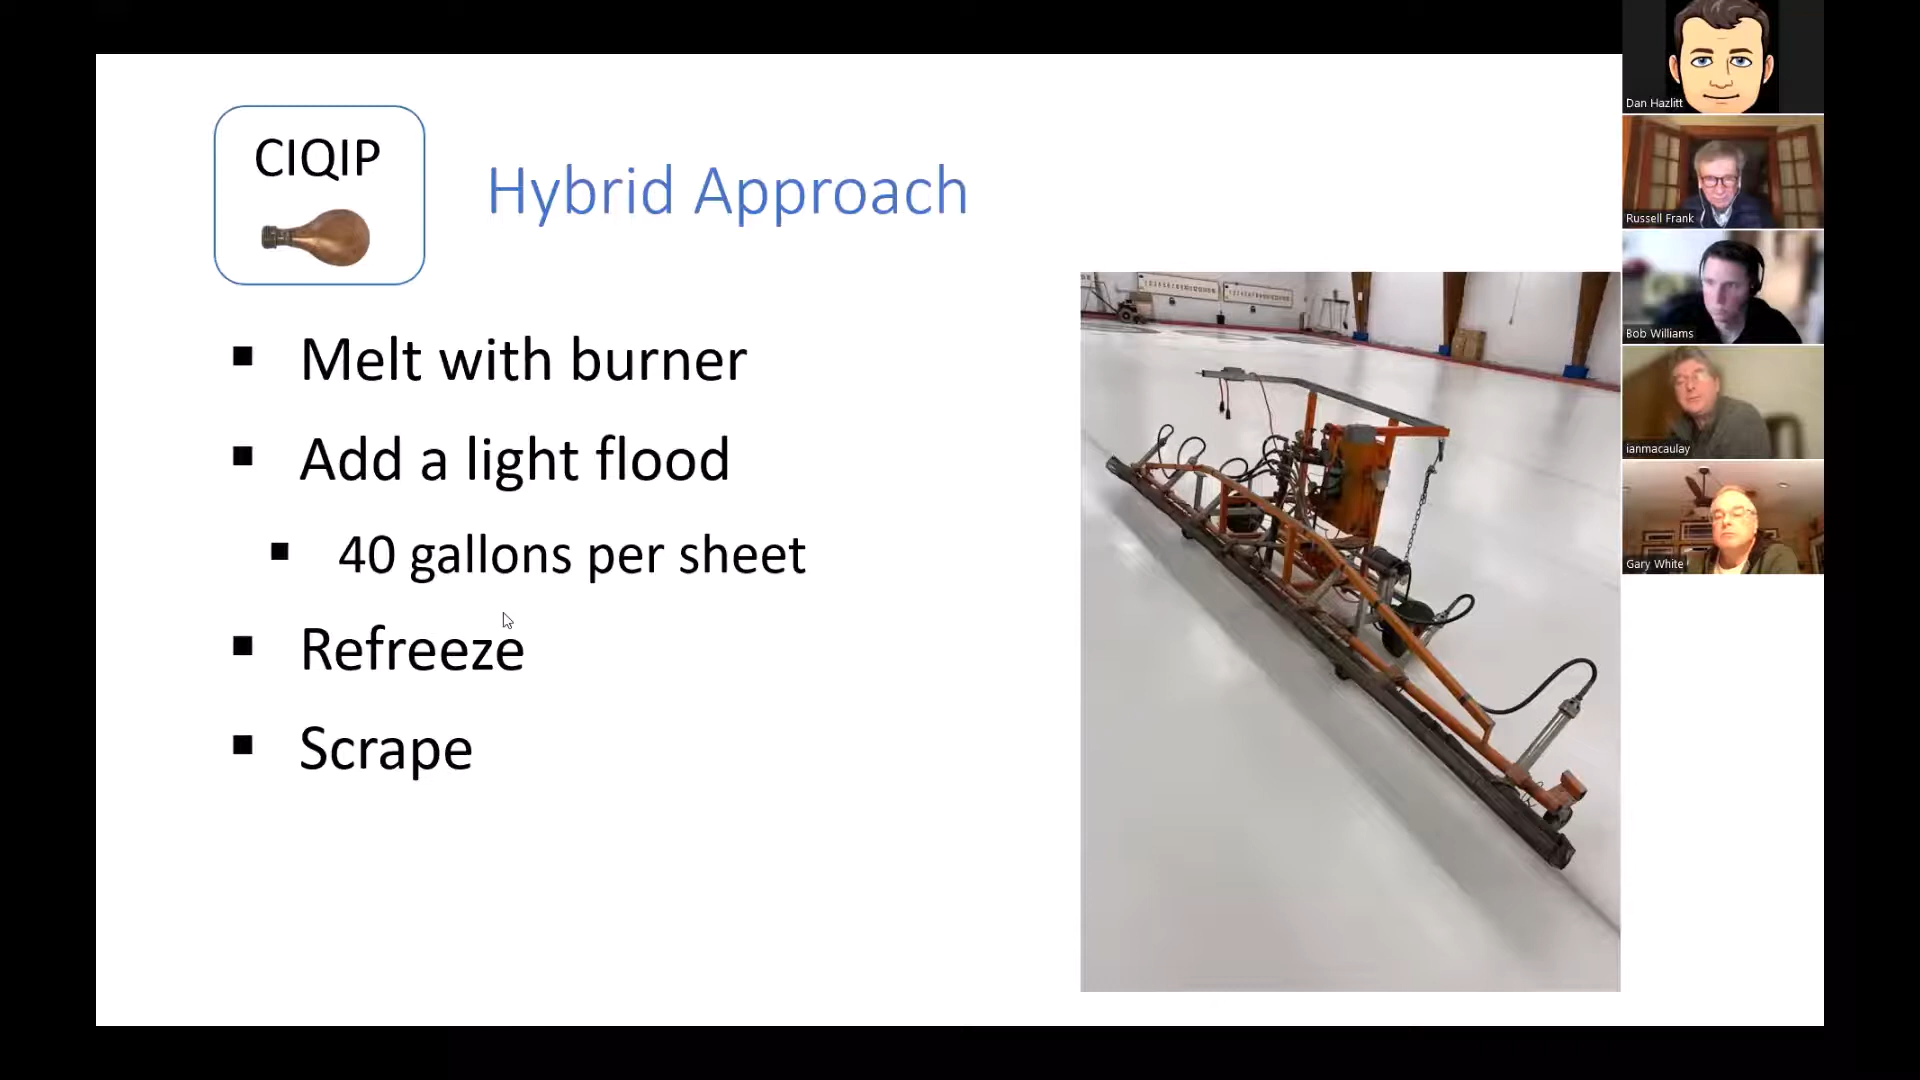 CIQIP
Hybrid Approach
Melt with burner
Add a light flood
40 gallons per sheet
Refreeze
Scrape
Dan Hazlitt
Russell Frank
Bob Williams
ianmacaulay
Gary White